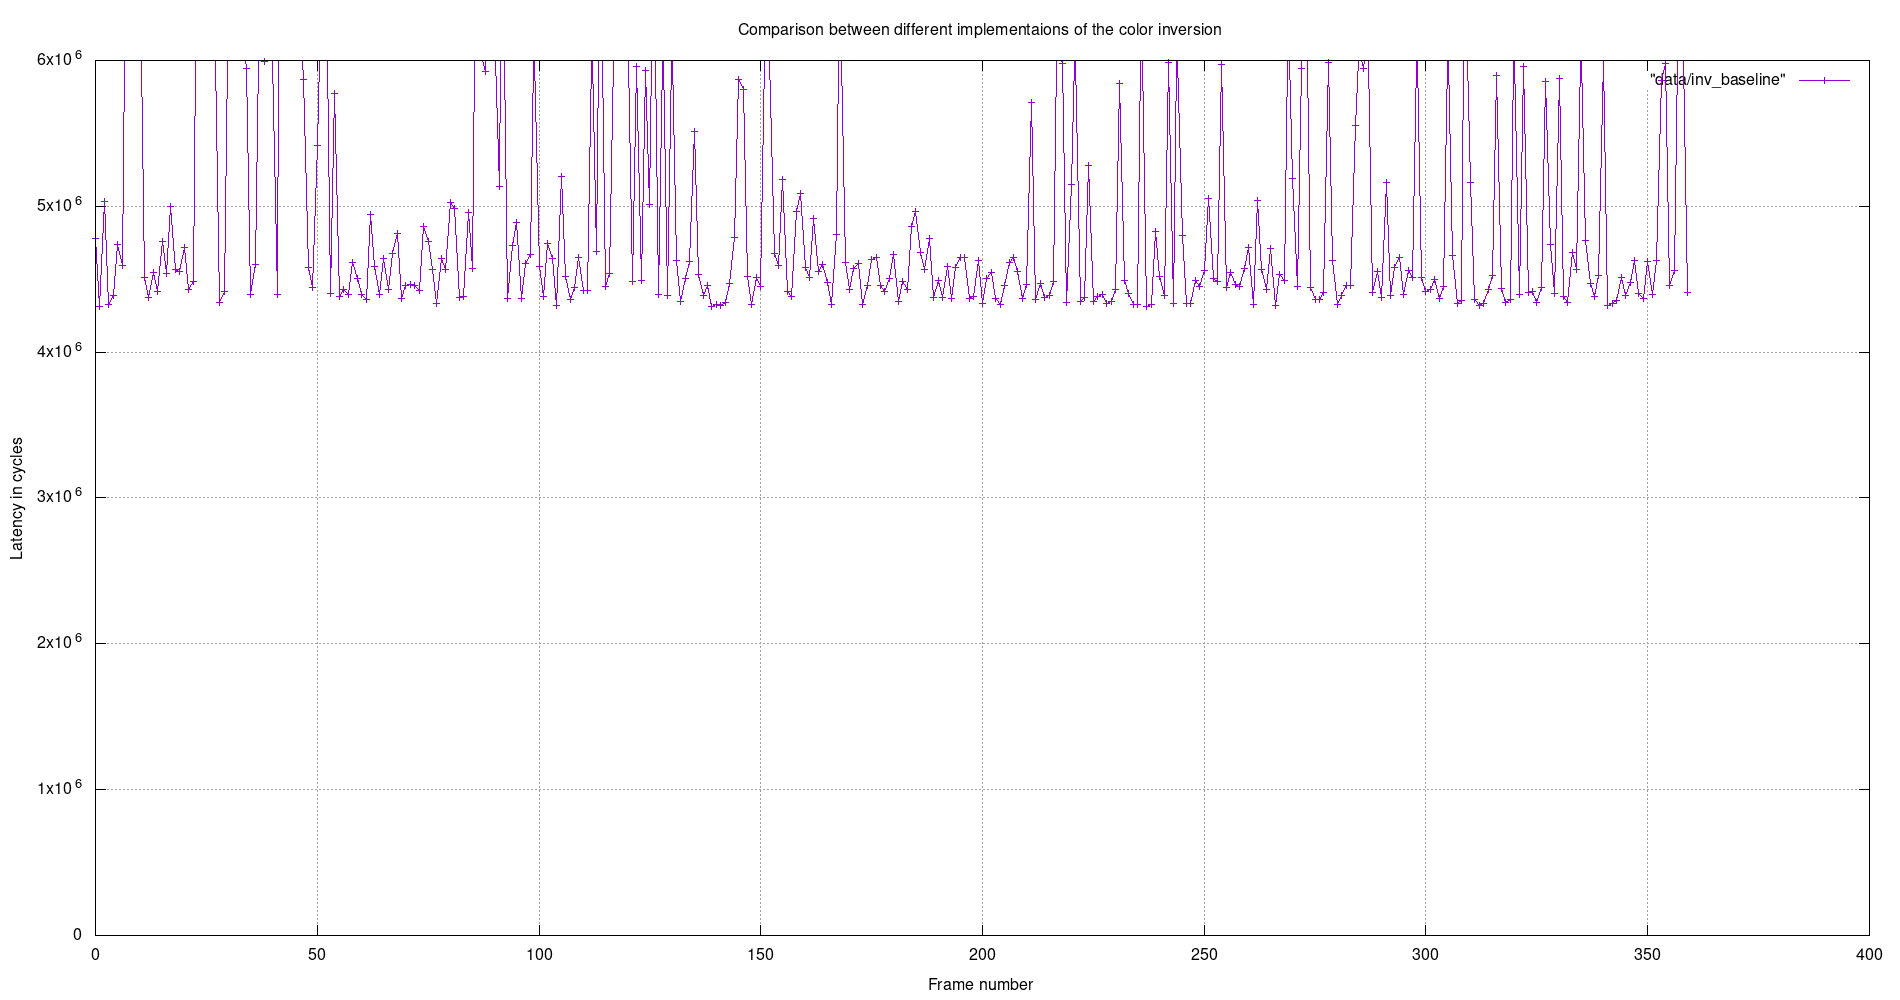 Comparison between different implementaions of the color inversion
"data/inv_baseline"
6x10^6
5x10^6
4x10^6
3x10^6
2x10^6
1x10^6
0
Latency in cycles
0 50 100 150 200 250 300 350 400
Frame number